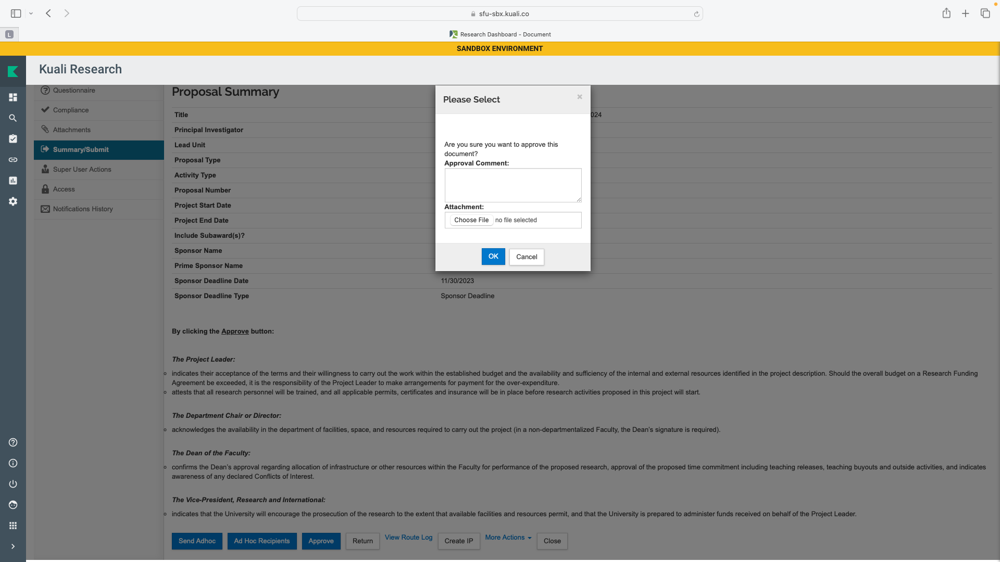 sfu-sbx.kuali.co
L
Research Dashboard - Document
SANDBOX ENVIRONMENT
Kuali Research
Questionnaire
Compliance
Attachments
Summary/Submit
Super User Actions
Access
Notifications History
Proposal Summary
Title
024
Principal Investigator
Lead Unit
Proposal Type
Activity Type
Proposal Number
Project Start Date
Project End Date
Include Subaward(s)?
Sponsor Name
Prime Sponsor Name
Sponsor Deadline Date 11/30/2023
Sponsor Deadline Type Sponsor Deadline
Please Select
×
Are you sure you want to approve this
document?
Approval Comment:
Attachment:
Choose File no file selected
OK Cancel
By clicking the Approve button:
The Project Leader:
indicates their acceptance of the terms and their willingness to carry out the work within the established budget and the availability and sufficiency of the internal and external resources identified in the project description. Should the overall budget on a Research Funding
Agreement be exceeded, it is the responsibility of the Project Leader to make arrangements for payment for the over-expenditure.
attests that all research personnel will be trained, and all applicable permits, certificates and insurance will be in place before research activities proposed in this project will start.
The Department Chair or Director:
acknowledges the availability in the department of facilities, space, and resources required to carry out the project (in a non-departmentalized Faculty, the Dean's signature is required).
The Dean of the Faculty:
confirms the Dean's approval regarding allocation of infrastructure or other resources within the Faculty for performance of the proposed research, approval of the proposed time commitment including teaching releases, teaching buyouts and outside activities, and indicates
awareness of any declared Conflicts of Interest.
The Vice-President, Research and International:
indicates that the University will encourage the prosecution of the research to the extent that available facilities and resources permit, and that the University is prepared to administer funds received on behalf of the Project Leader.
Send Adhoc Ad Hoc Recipients Approve Return View Route Log Create IP More Actions Close